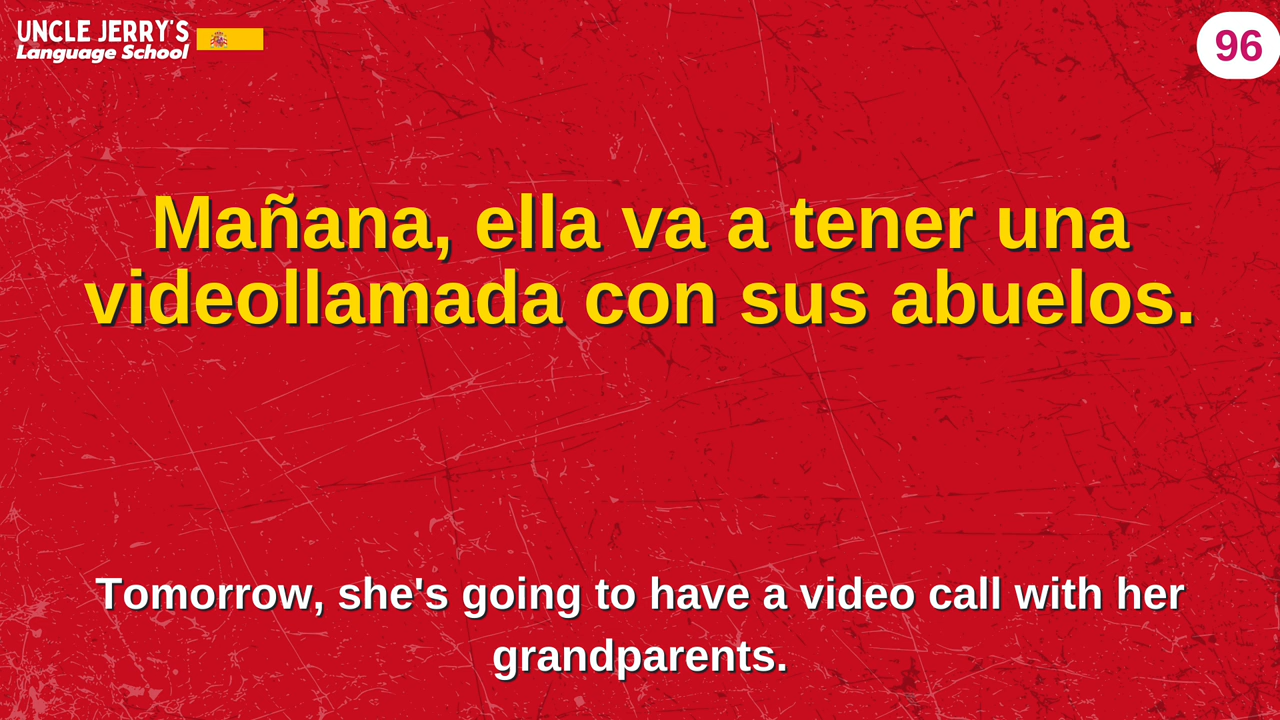 UNCLE JERRY'S
Language School
96
Mañana, ella va a tener una
videollamada con sus abuelos.
Tomorrow, she's going to have a video call with her
grandparents.